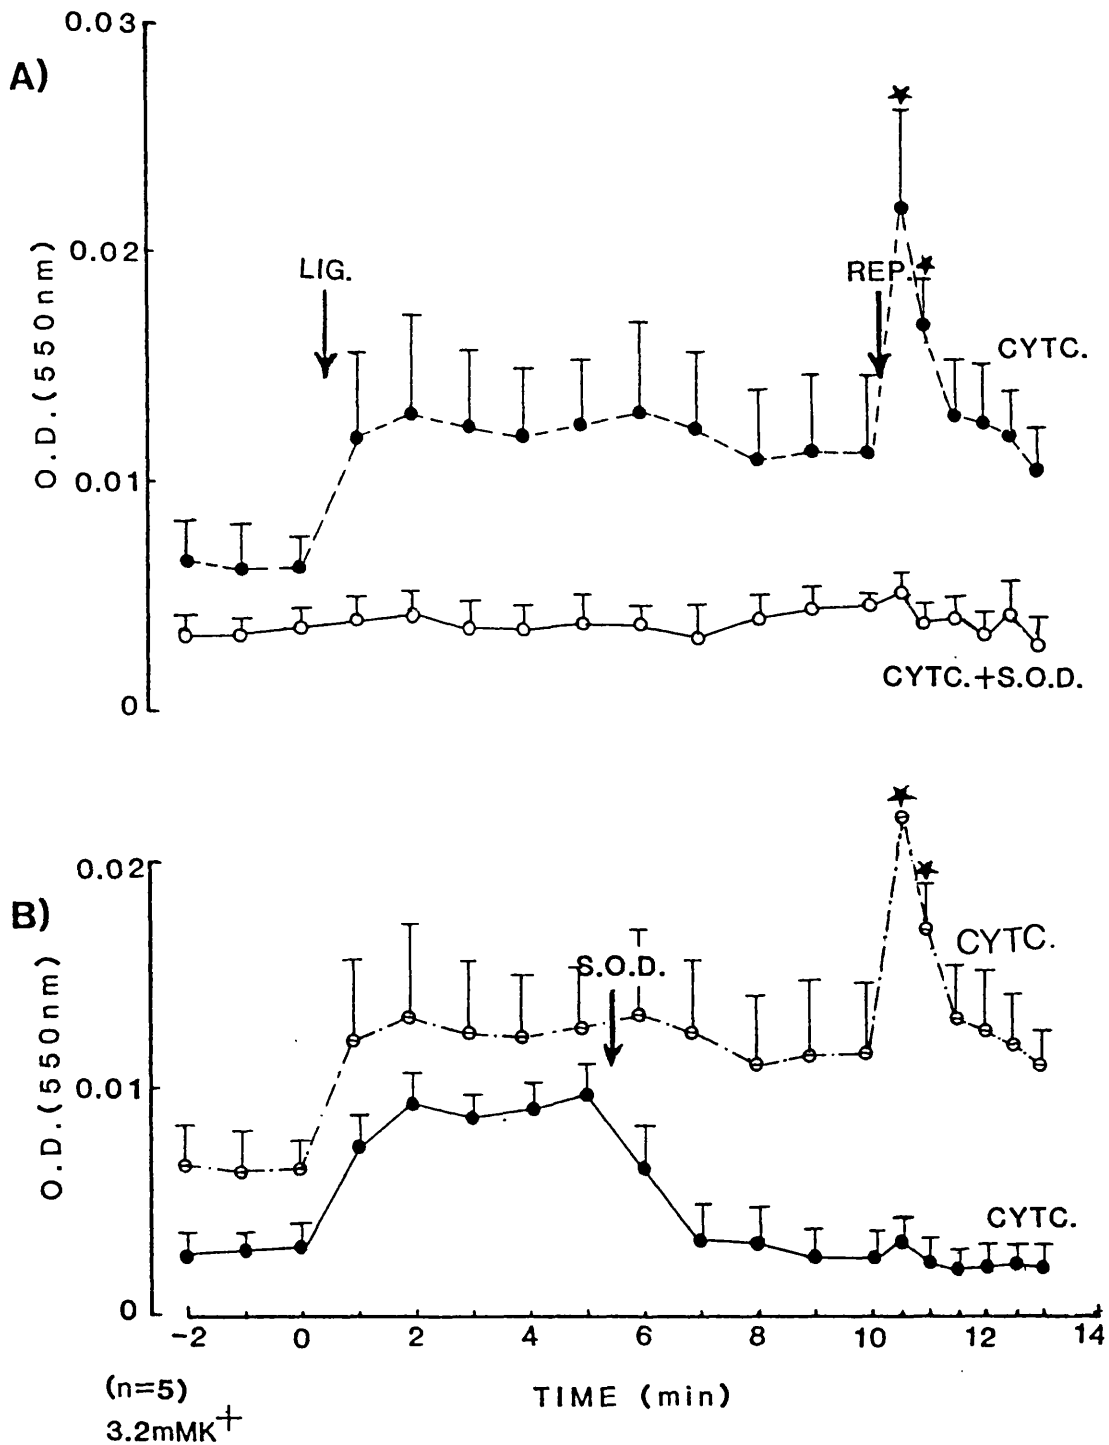 0.03
A)
0.02
O.D.(550nm)
LIG.
REP.
CYTC.
0.01
CYTC.+S.O.D.
0
0.02
B)
CYTC.
S.O.D.
O.D.(550nm)
0.01
CYTC.
0
-2 0 2 4 6 8 10 12 14
(n=5)
TIME (min)
3.2mMK+